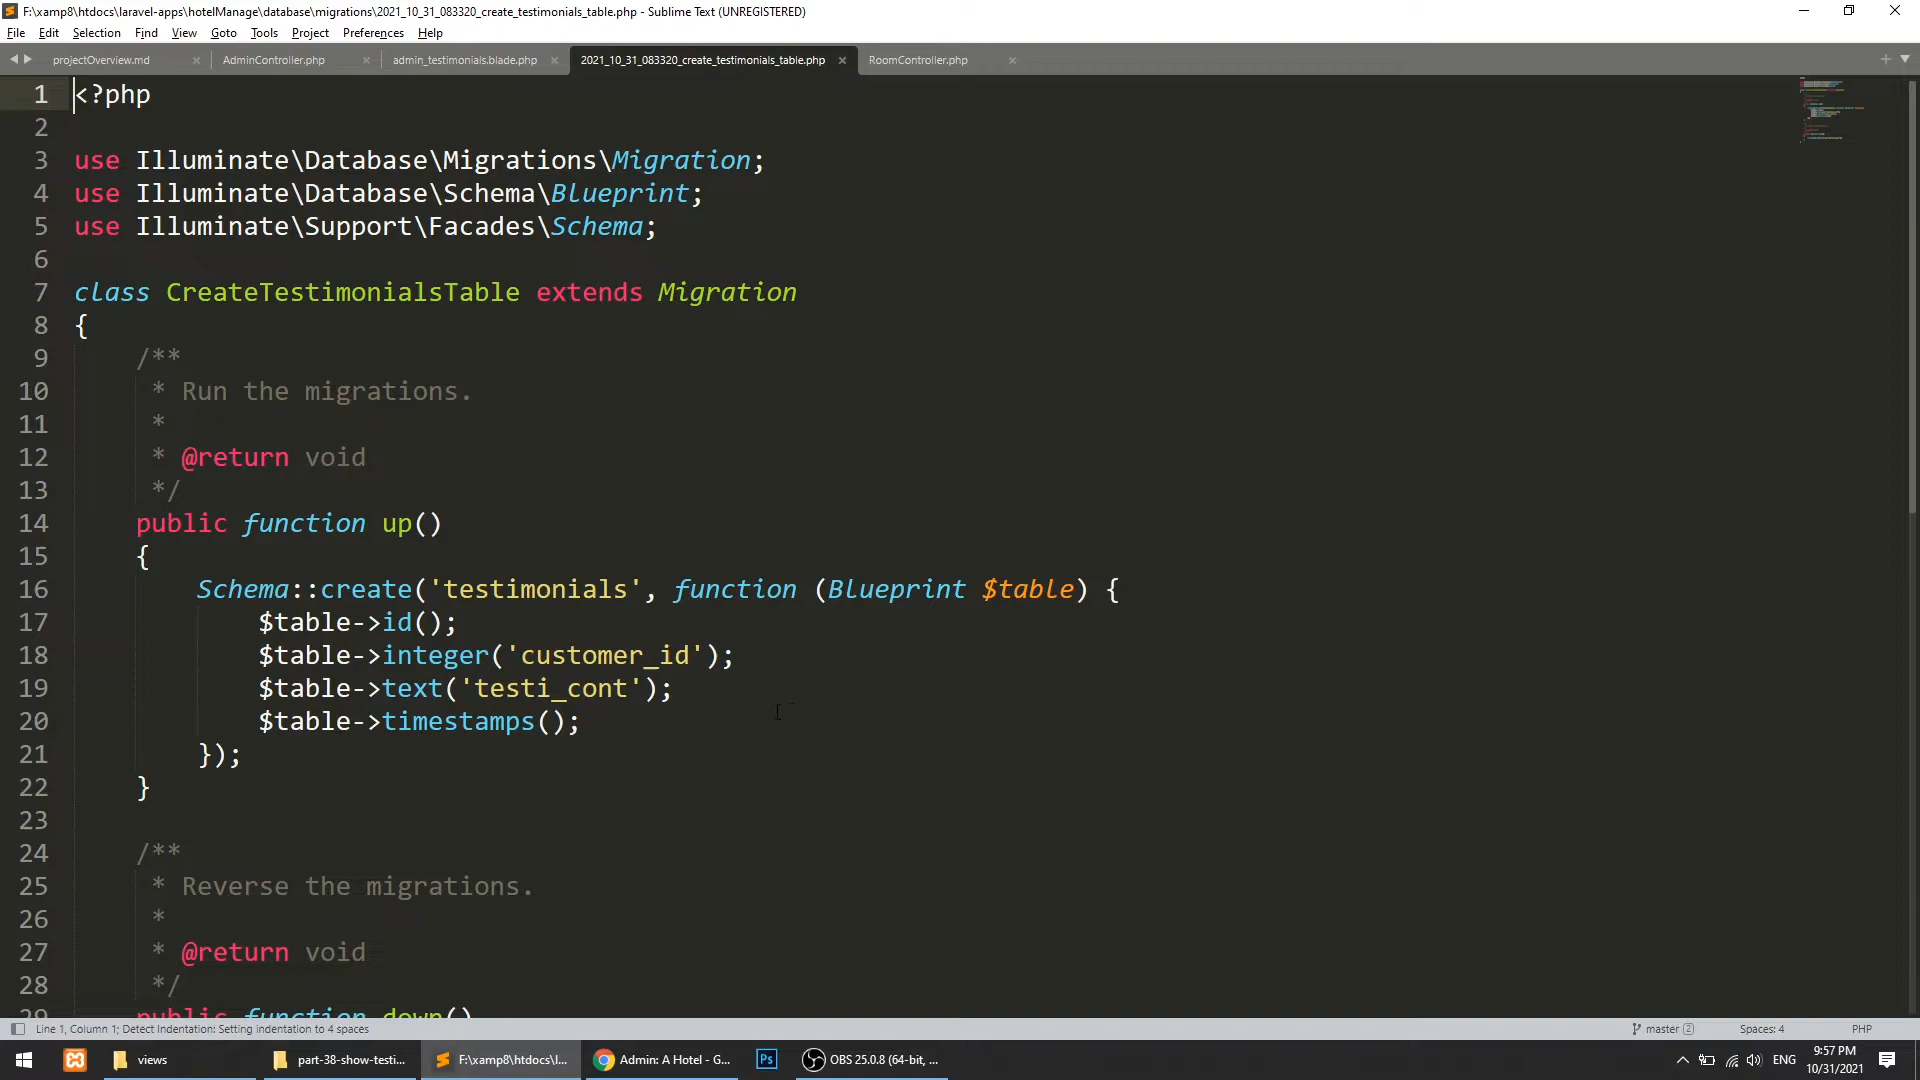 F:\xamp8\htdocs\laravel-apps\hotelManage\database\migrations\2021_10_31_083320_create_testimonials_table.php - Sublime Text (UNREGISTERED)
File Edit Selection Find View Goto Tools Project Preferences Help
projectOverview.md AdminController.php admin_testimonials.blade.php 2021_10_31_083320_create_testimonials_table.php RoomController.php
1 <?php
2
3 use Illuminate\Database\Migrations\Migration;
4 use Illuminate\Database\Schema\Blueprint;
5 use Illuminate\Support\Facades\Schema;
6
7 class CreateTestimonialsTable extends Migration
8 {
9 /**
10 * Run the migrations.
11 *
12 * @return void
13 */
14 public function up()
15 {
16 Schema::create('testimonials', function (Blueprint $table) {
17 $table->id();
18 $table->integer('customer_id');
19 $table->text('testi_cont');
20 $table->timestamps();
21 });
22 }
23
24 /**
25 * Reverse the migrations.
26 *
27 * @return void
28 */
29 public function down()
Line 1, Column 1; Detect Indentation: Setting indentation to 4 spaces master 2 Spaces: 4 PHP
views part-38-show-testi... F:\xamp8\htdocs\l... Admin: A Hotel - G... Ps OBS 25.0.8 (64-bit, ... ENG 9:57 PM
10/31/2021